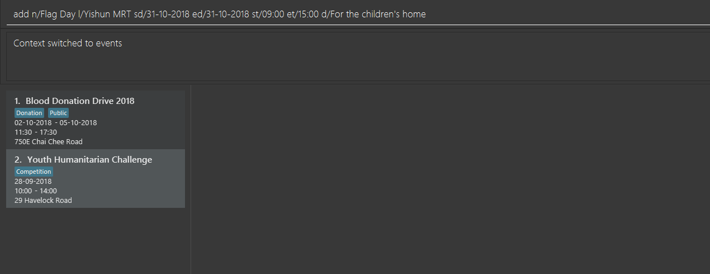 add n/Flag Day l/Yishun MRT sd/31-10-2018 ed/31-10-2018 st/09:00 et/15:00 d/For the children's home
Context switched to events
1. Blood Donation Drive 2018
Donation Public
02-10-2018 - 05-10-2018
11:30 - 17:30
750E Chai Chee Road
2. Youth Humanitarian Challenge
Competition
28-09-2018
10:00 - 14:00
29 Havelock Road